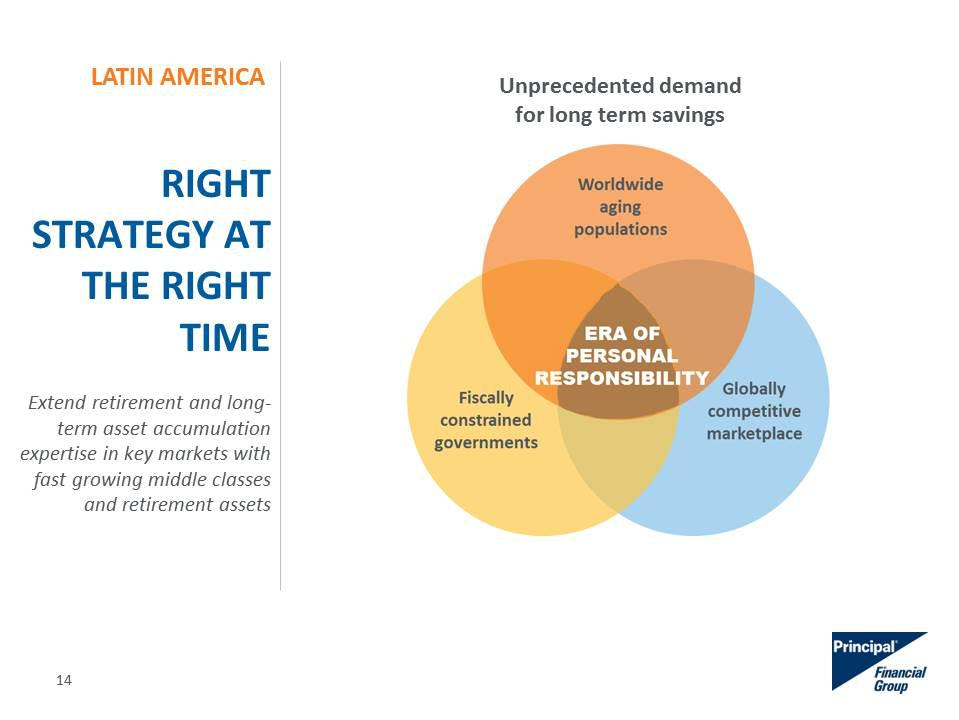 LATIN AMERICA
RIGHT
STRATEGY AT
THE RIGHT
TIME
Extend retirement and long-
term asset accumulation
expertise in key markets with
fast growing middle classes
and retirement assets
Unprecedented demand
for long term savings
Worldwide
aging
populations
ERA OF
PERSONAL
RESPONSIBILITY
Fiscally
constrained
governments
Globally
competitive
marketplace
14
Principal®
Financial
Group